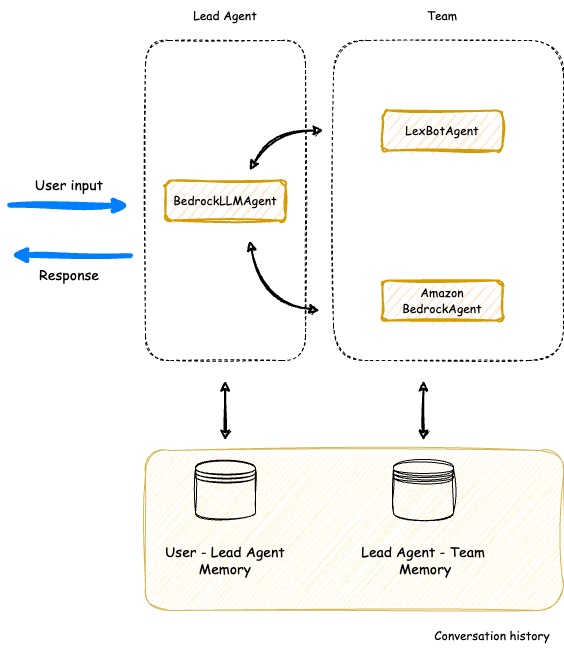 Lead Agent
Team
LexBotAgent
User input
BedrockLLMAgent
Response
Amazon
BedrockAgent
User - Lead Agent
Memory
Lead Agent - Team
Memory
Conversation history